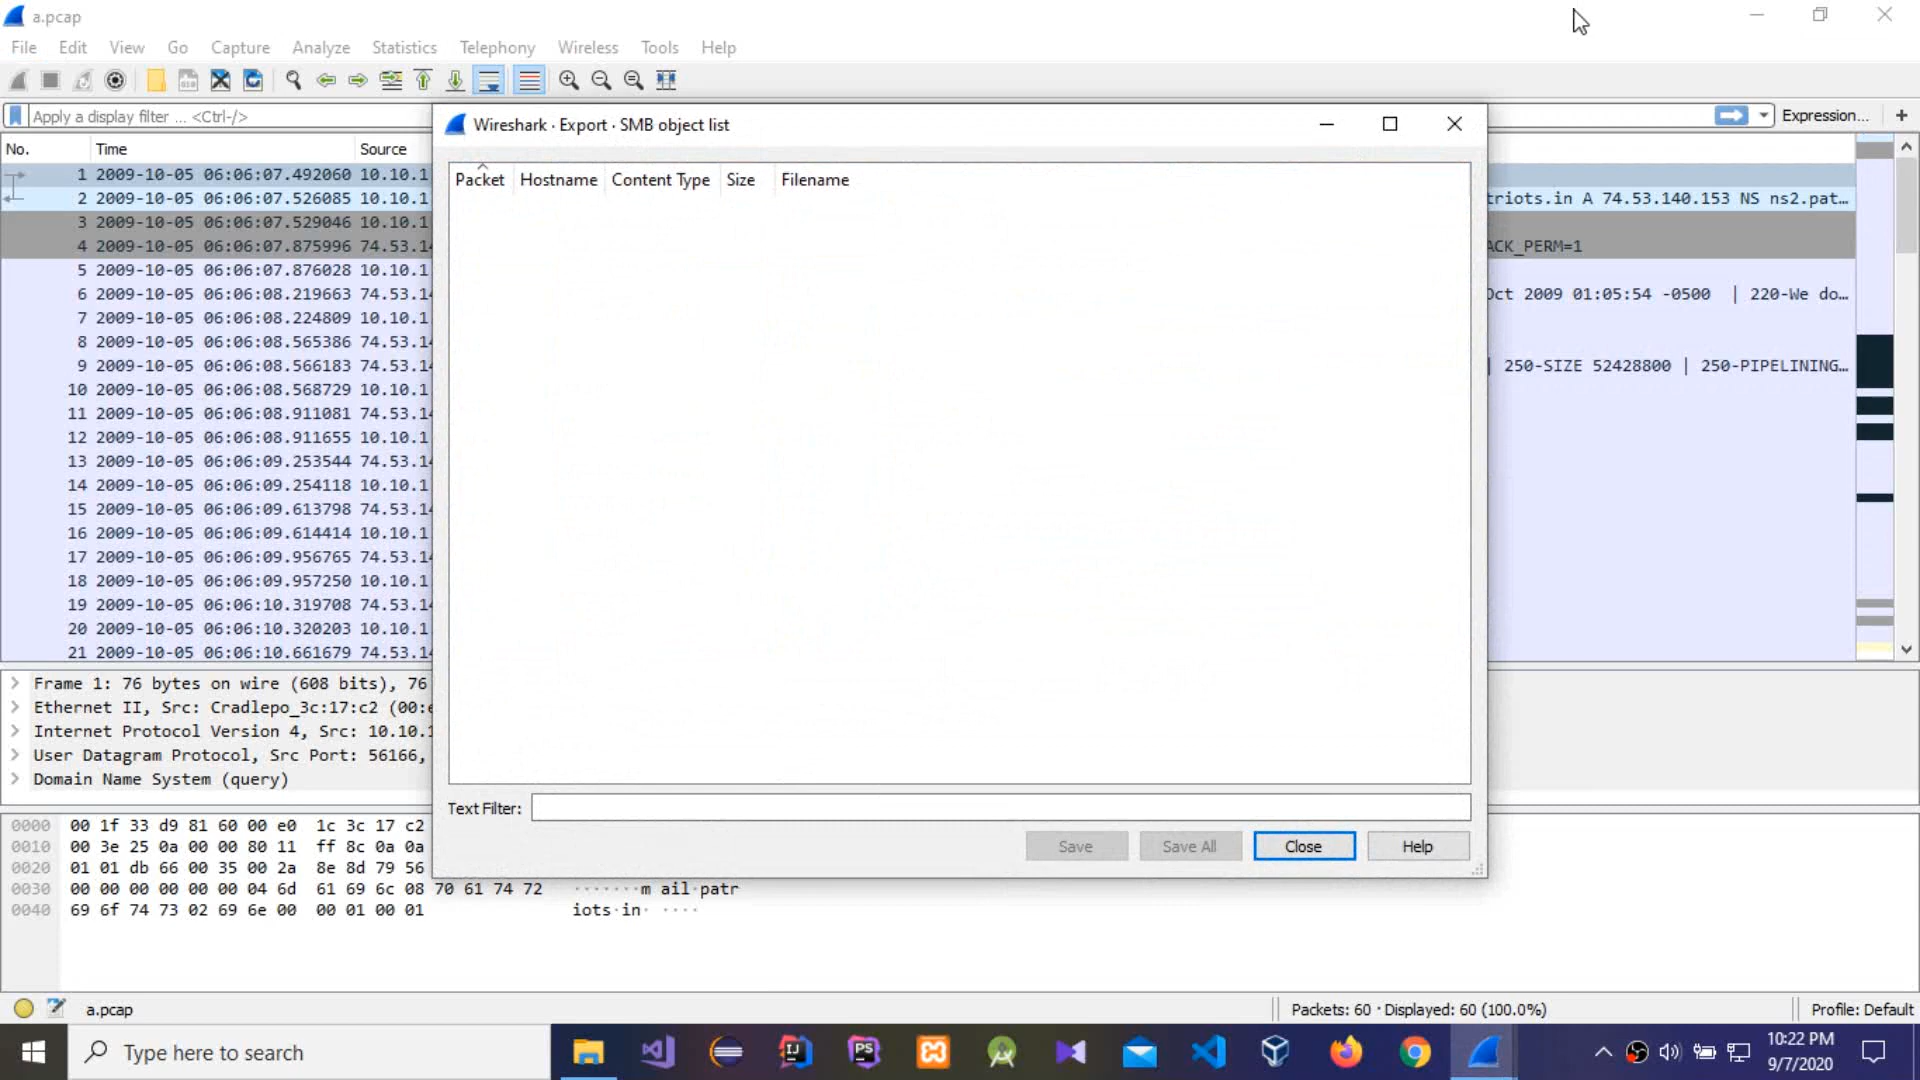 a.pcap
File Edit View Go Capture Analyze Statistics Telephony Wireless Tools Help
Apply a display filter ... <Ctrl-/>
Expression... +
No. Time Source
1 2009-10-05 06:06:07.492060 10.10.1
2 2009-10-05 06:06:07.526085 10.10.1 triots.in A 74.53.140.153 NS ns2.pat…
3 2009-10-05 06:06:07.529046 10.10.1
4 2009-10-05 06:06:07.875996 74.53.14 ACK_PERM=1
5 2009-10-05 06:06:07.876028 10.10.1
6 2009-10-05 06:06:08.219663 74.53.14 Oct 2009 01:05:54 -0500 | 220-We do…
7 2009-10-05 06:06:08.224809 10.10.1
8 2009-10-05 06:06:08.565386 74.53.14
9 2009-10-05 06:06:08.566183 74.53.14 | 250-SIZE 52428800 | 250-PIPELINING…
10 2009-10-05 06:06:08.568729 10.10.1
11 2009-10-05 06:06:08.911081 74.53.14
12 2009-10-05 06:06:08.911655 10.10.1
13 2009-10-05 06:06:09.253544 74.53.14
14 2009-10-05 06:06:09.254118 10.10.1
15 2009-10-05 06:06:09.613798 74.53.14
16 2009-10-05 06:06:09.614414 10.10.1
17 2009-10-05 06:06:09.956765 74.53.14
18 2009-10-05 06:06:09.957250 10.10.1
19 2009-10-05 06:06:10.319708 74.53.14
20 2009-10-05 06:06:10.320203 10.10.1
21 2009-10-05 06:06:10.661679 74.53.14
Wireshark · Export · SMB object list
Packet Hostname Content Type Size Filename
Text Filter:
Save Save All Close Help
Frame 1: 76 bytes on wire (608 bits), 76
Ethernet II, Src: Cradlepo_3c:17:c2 (00:e
Internet Protocol Version 4, Src: 10.10.1
User Datagram Protocol, Src Port: 56166,
Domain Name System (query)
0000 00 1f 33 d9 81 60 00 e0 1c 3c 17 c2
0010 00 3e 25 0a 00 00 80 11 ff 8c 0a 0a
0020 01 01 db 66 00 35 00 2a 8e 8d 79 56
0030 00 00 00 00 00 00 04 6d 61 69 6c 08 70 61 74 72 ·······m ail·patr
0040 69 6f 74 73 02 69 6e 00 00 01 00 01 iots·in· ····
a.pcap
Packets: 60 · Displayed: 60 (100.0%)
Profile: Default
Type here to search
10:22 PM
9/7/2020